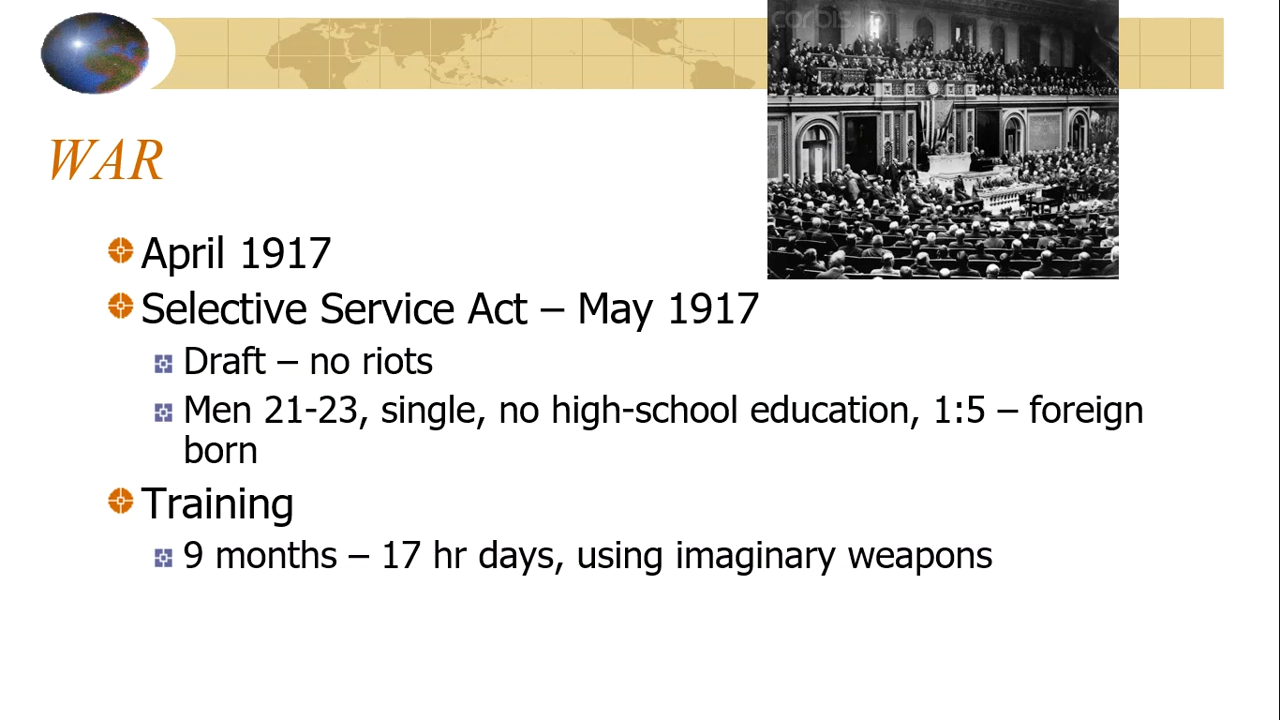 corbis
WAR
April 1917
Selective Service Act – May 1917
Draft – no riots
Men 21-23, single, no high-school education, 1:5 – foreign
born
Training
9 months – 17 hr days, using imaginary weapons